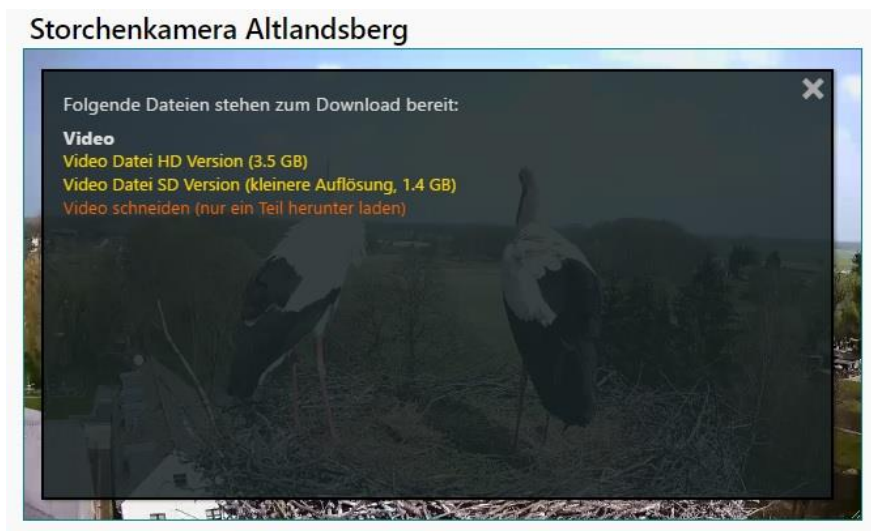 Storchenkamera Altlandsberg
Folgende Dateien stehen zum Download bereit:
Video
Video Datei HD Version (3.5 GB)
Video Datei SD Version (kleinere Auflösung, 1.4 GB)
Video schneiden (nur ein Teil herunter laden)